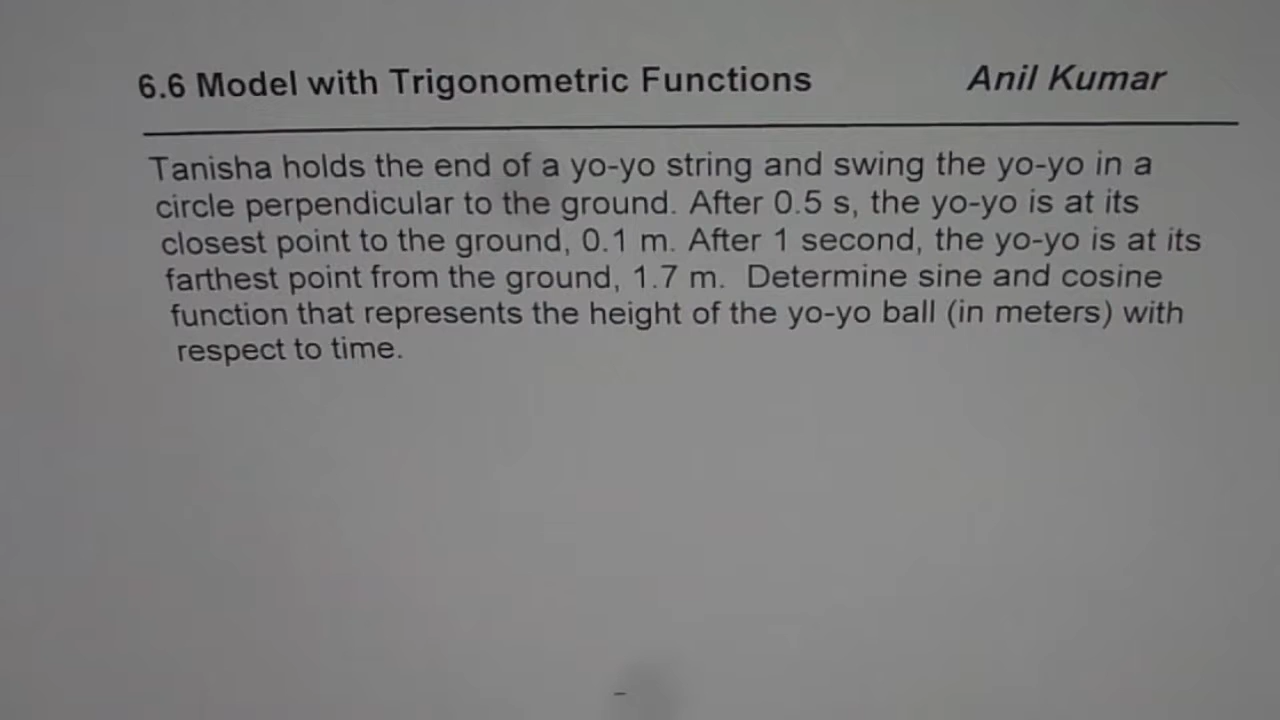 6.6 Model with Trigonometric Functions Anil Kumar
Tanisha holds the end of a yo-yo string and swing the yo-yo in a
circle perpendicular to the ground. After 0.5 s, the yo-yo is at its
closest point to the ground, 0.1 m. After 1 second, the yo-yo is at its
farthest point from the ground, 1.7 m. Determine sine and cosine
function that represents the height of the yo-yo ball (in meters) with
respect to time.